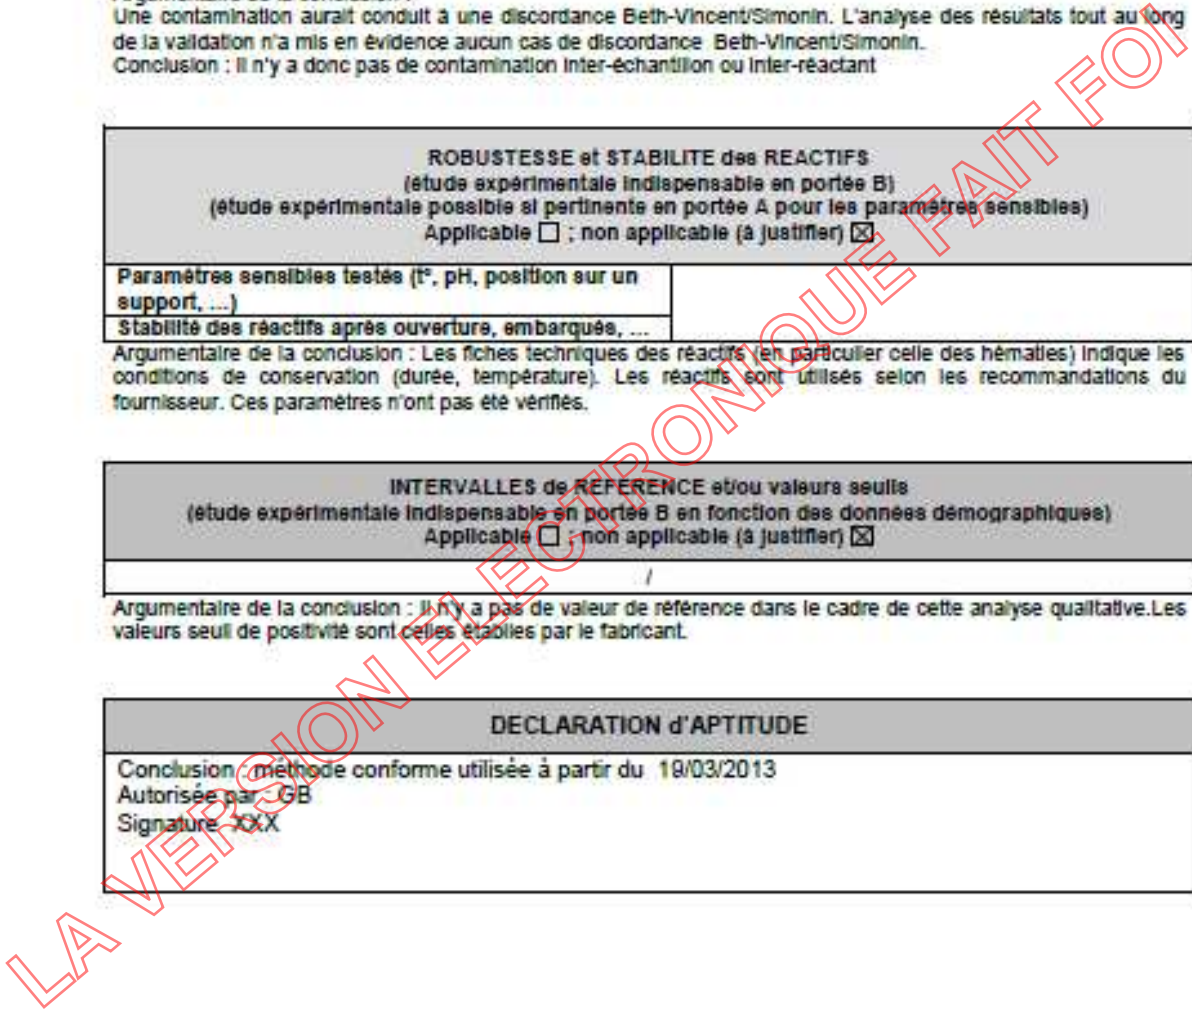 Argumentaire de la conclusion :
Une contamination aurait conduit à une discordance Beth-Vincent/Simonin. L'analyse des résultats tout au long
de la validation n'a mis en évidence aucun cas de discordance Beth-Vincent/Simonin.
Conclusion : Il n'y a donc pas de contamination inter-échantillon ou inter-réactant
ROBUSTESSE et STABILITE des REACTIFS
(étude expérimentale indispensable en portée B)
(étude expérimentale possible si pertinente en portée A pour les paramètres sensibles)
Applicable ☐ ; non applicable (à justifier) ☒
Paramètres sensibles testés (t°, pH, position sur un
support, ...)
Stabilité des réactifs après ouverture, embarqués, ...
Argumentaire de la conclusion : Les fiches techniques des réactifs (en particulier celle des hématies) indique les
conditions de conservation (durée, température). Les réactifs sont utilisés selon les recommandations du
fournisseur. Ces paramètres n'ont pas été vérifiés.
INTERVALLES de REFERENCE et/ou valeurs seuils
(étude expérimentale indispensable en portée B en fonction des données démographiques)
Applicable ☐ ; non applicable (à justifier) ☒
/
Argumentaire de la conclusion : Il n'y a pas de valeur de référence dans le cadre de cette analyse qualitative.Les
valeurs seuil de positivité sont celles établies par le fabricant.
DECLARATION d'APTITUDE
Conclusion : méthode conforme utilisée à partir du 19/03/2013
Autorisée par : GB
Signature XXX
LA VERSION ELECTRONIQUE FAIT FOI